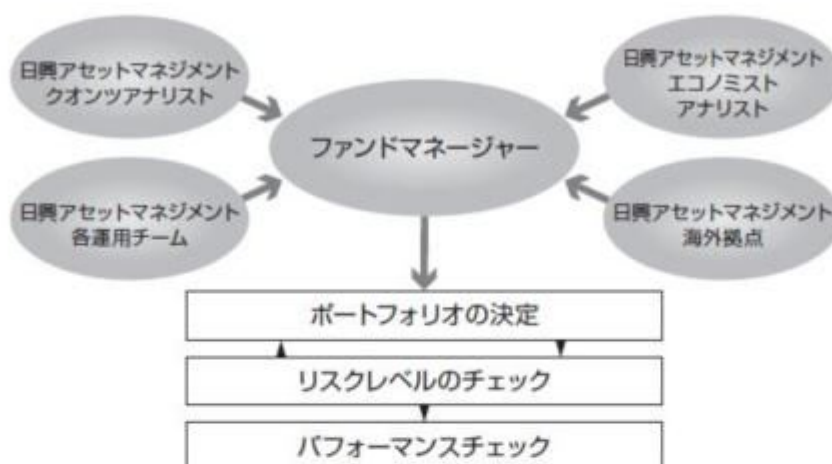 日興アセットマネジメント
クオンツアナリスト
日興アセットマネジメント
エコノミスト
アナリスト
ファンドマネージャー
日興アセットマネジメント
各運用チーム
日興アセットマネジメント
海外拠点
ポートフォリオの決定
リスクレベルのチェック
パフォーマンスチェック